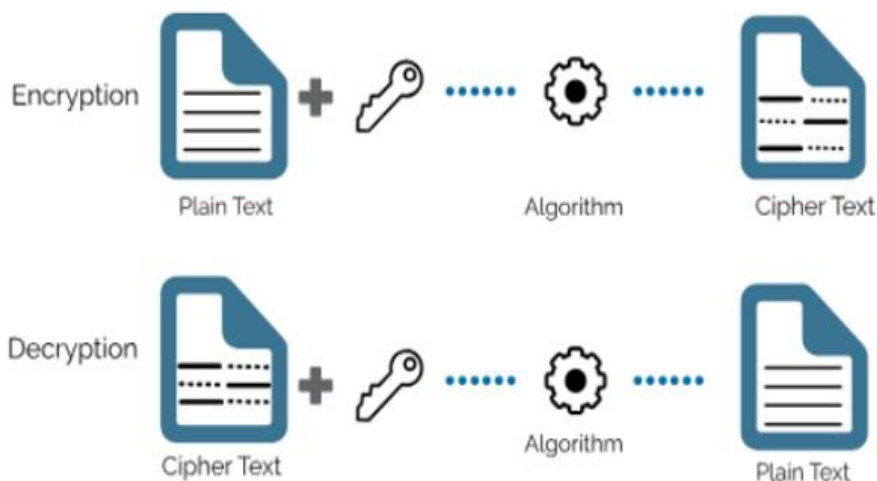 Encryption
Plain Text
Algorithm
Cipher Text
Decryption
Cipher Text
Algorithm
Plain Text